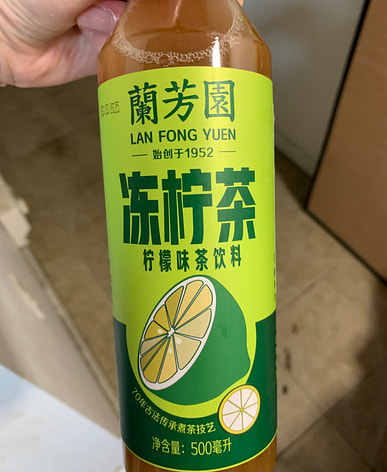 蘭芳園
LAN FONG YUEN
始创于1952
冻柠茶
柠檬味茶饮料
70年古法传承煮茶技艺
净含量：500毫升